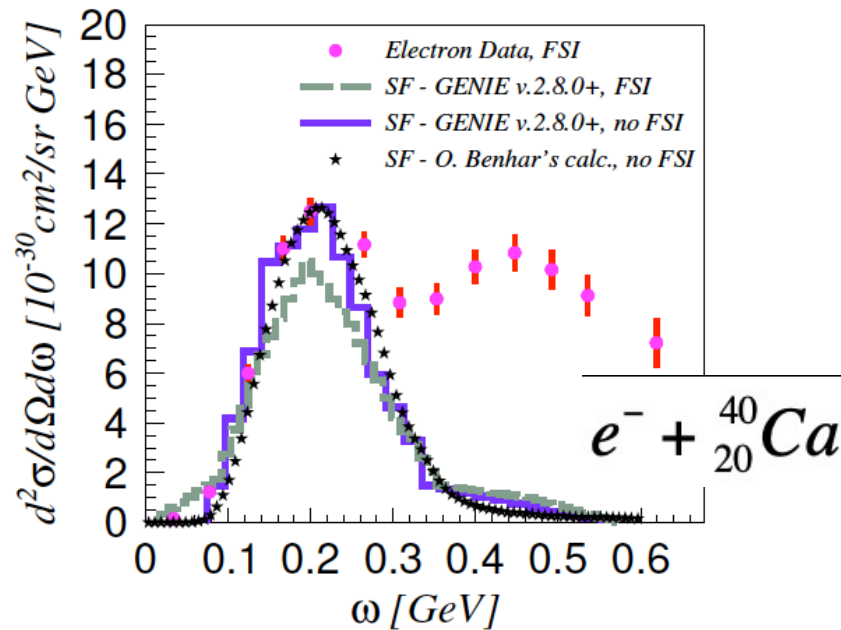 d²σ/dΩdω [10⁻³⁰cm²/sr GeV]
20
18
16
14
12
10
8
6
4
2
0
Electron Data, FSI
SF - GENIE v.2.8.0+, FSI
SF - GENIE v.2.8.0+, no FSI
SF - O. Benhar's calc., no FSI
e⁻ + ⁴⁰₂₀Ca
0 0.1 0.2 0.3 0.4 0.5 0.6
ω [GeV]